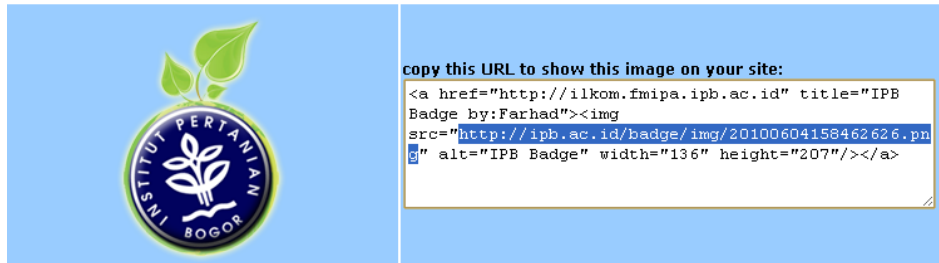 INSTITUT PERTANIAN
BOGOR
copy this URL to show this image on your site:
<a href="http://ilkom.fmipa.ipb.ac.id" title="IPB
Badge by:Farhad"><img
src="http://ipb.ac.id/badge/img/20100604158462626.pn
g" alt="IPB Badge" width="136" height="207"/></a>